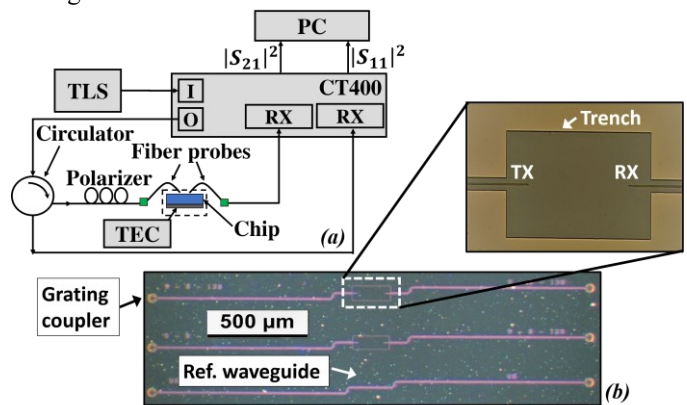 PC
|S₂₁|²
|S₁₁|²
TLS
I
CT400
O
RX
RX
Circulator
Fiber probes
Polarizer
Chip
TEC
(a)
Trench
TX
RX
Grating
coupler
500 μm
Ref. waveguide
(b)